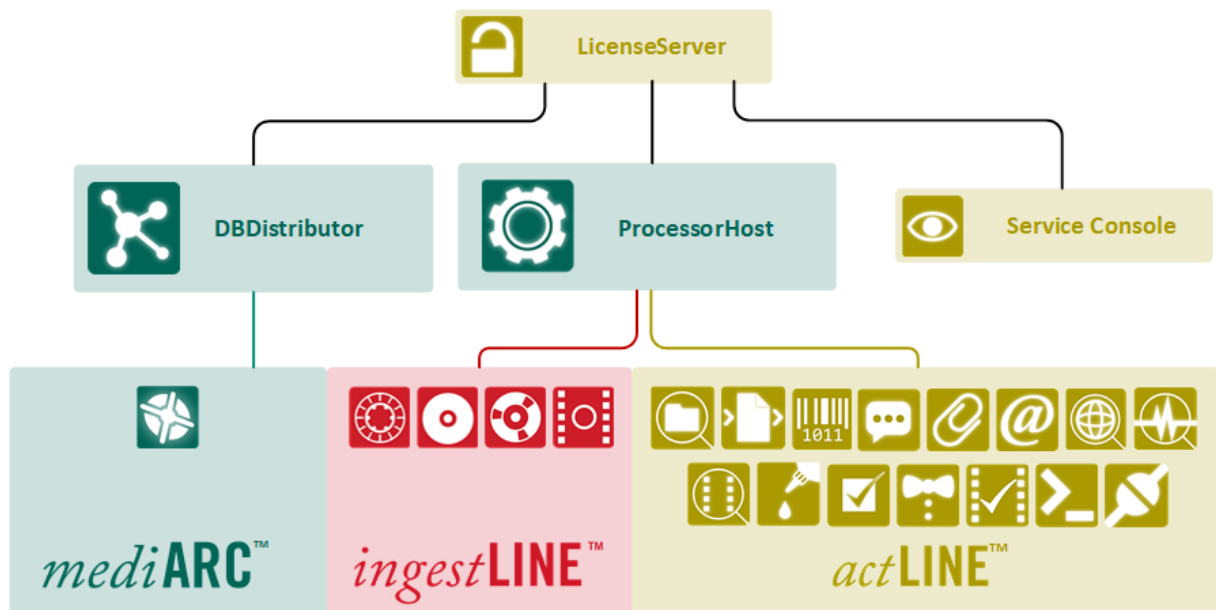 LicenseServer
DBDistributor
ProcessorHost
Service Console
1011
@
mediARC™
ingestLINE™
actLINE™